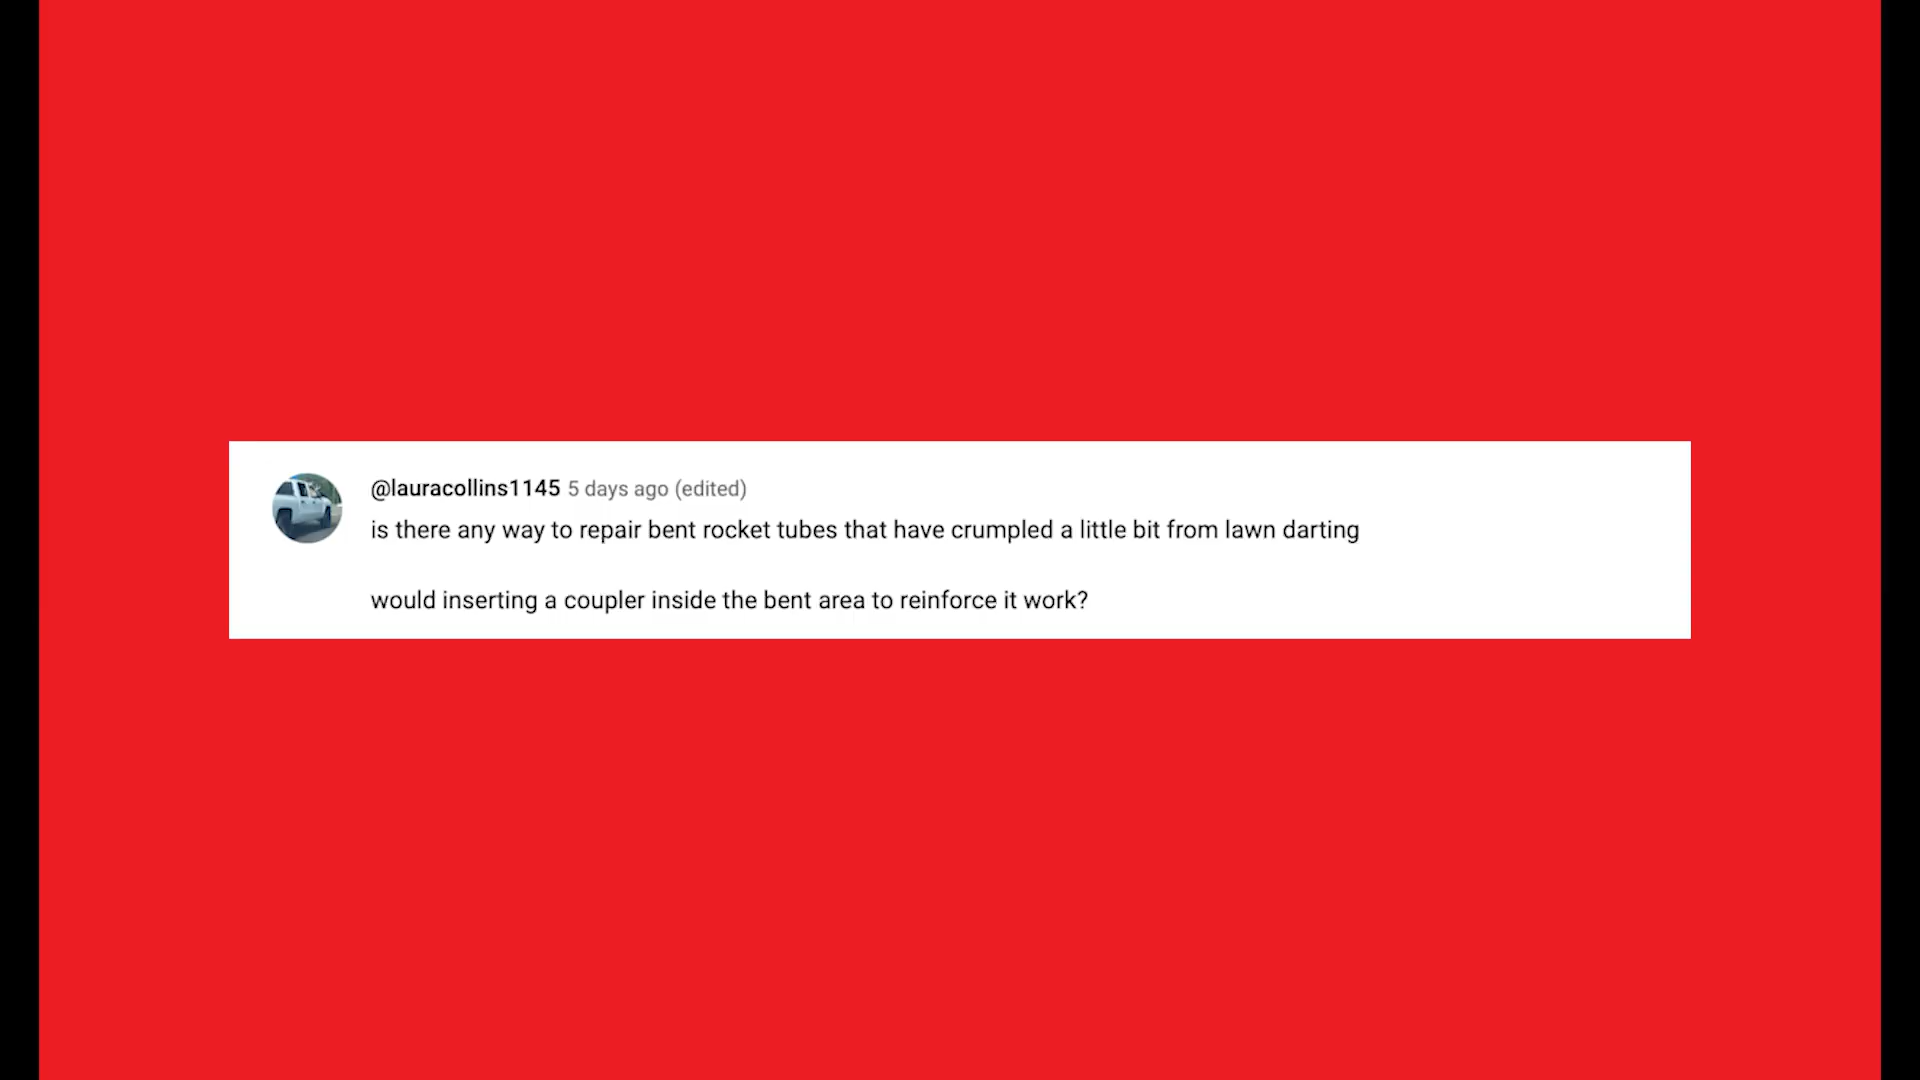 @lauracollins1145 5 days ago (edited)
is there any way to repair bent rocket tubes that have crumpled a little bit from lawn darting
would inserting a coupler inside the bent area to reinforce it work?